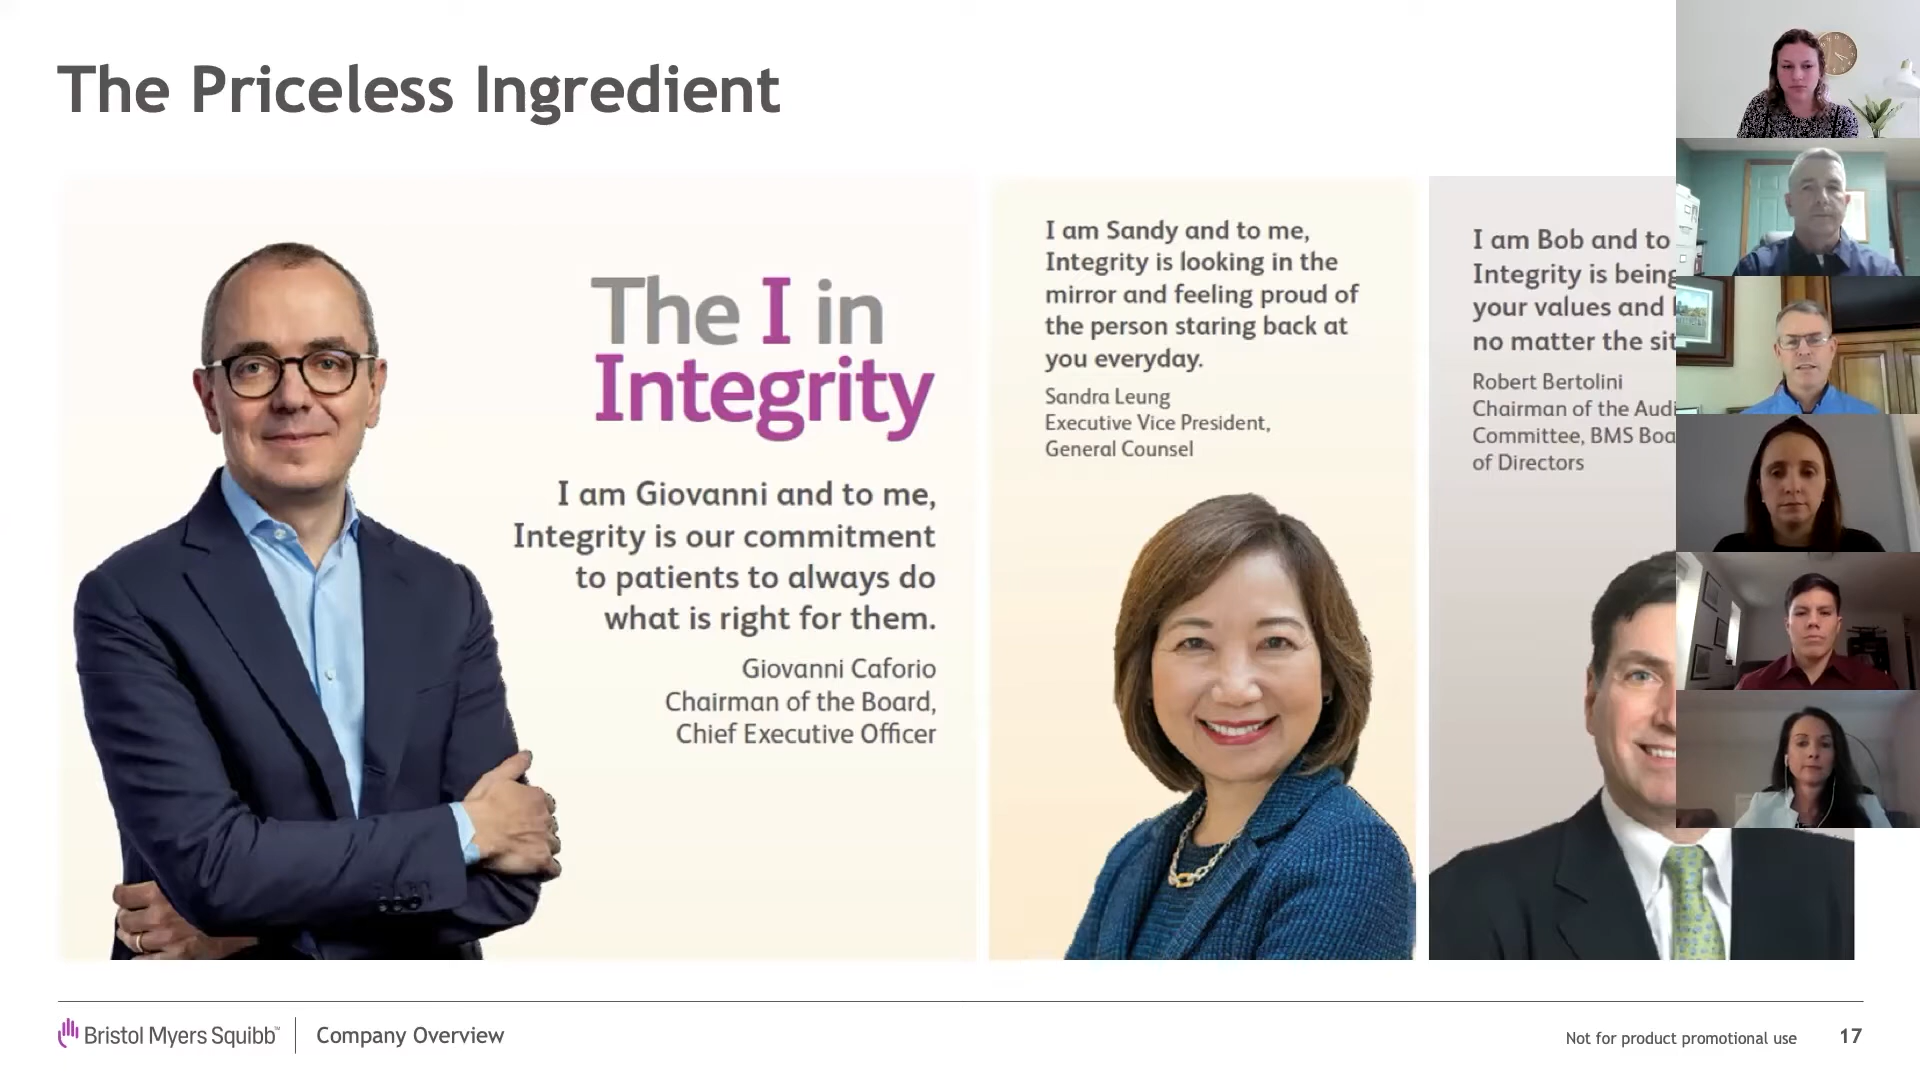 The Priceless Ingredient
The I in
Integrity
I am Giovanni and to me,
Integrity is our commitment
to patients to always do
what is right for them.
Giovanni Caforio
Chairman of the Board,
Chief Executive Officer
I am Sandy and to me,
Integrity is looking in the
mirror and feeling proud of
the person staring back at
you everyday.
Sandra Leung
Executive Vice President,
General Counsel
I am Bob and to
Integrity is being
your values and
no matter the
Robert Bertolini
Chairman of the
Committee, BMS
of Directors
Bristol Myers Squibb™
Company Overview
Not for product promotional use
17